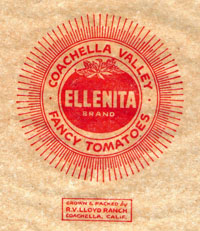 · COACHELLA VALLEY ·
ELLENITA
BRAND
FANCY TOMATOES
GROWN & PACKED by
R.V. LLOYD RANCH
COACHELLA, CALIF.